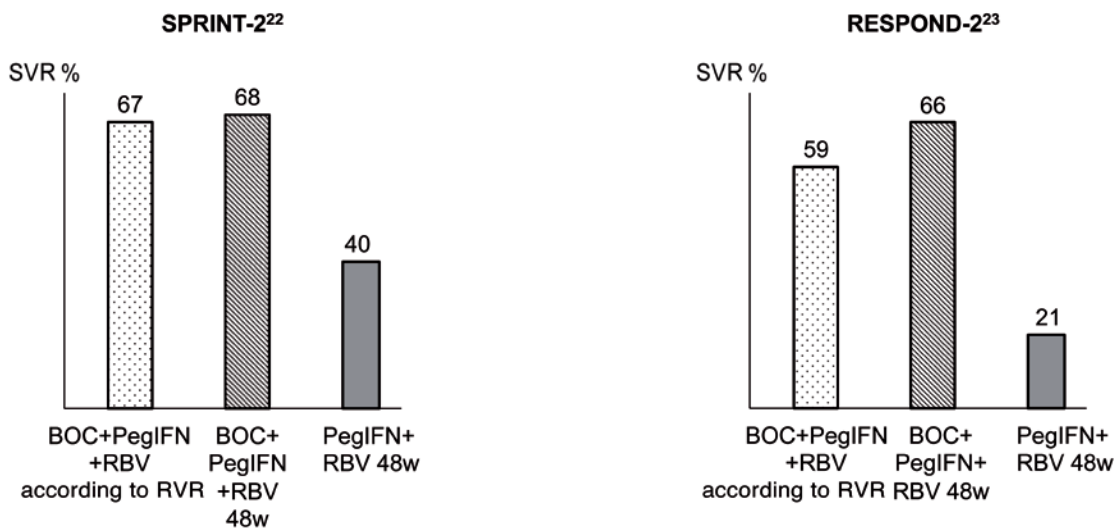 SPRINT-2²²
SVR %
67
68
40
BOC+PegIFN
+RBV
according to RVR
BOC+
PegIFN
+RBV
48w
PegIFN+
RBV 48w
RESPOND-2²³
SVR %
59
66
21
BOC+PegIFN
+RBV
according to RVR
BOC+
PegIFN+
RBV 48w
PegIFN+
RBV 48w